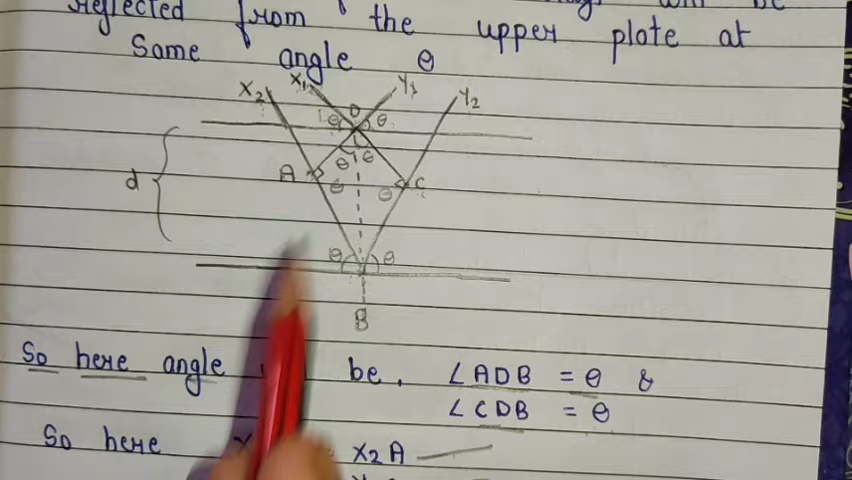 reflected from the upper plate at
Same angle θ
X₂ X₁ Y₁ Y₂
D
θ θ
θ θ
A C
θ θ
d
θ θ
B
So here angle be, ∠ADB = θ &
∠CDB = θ
So here X₂A